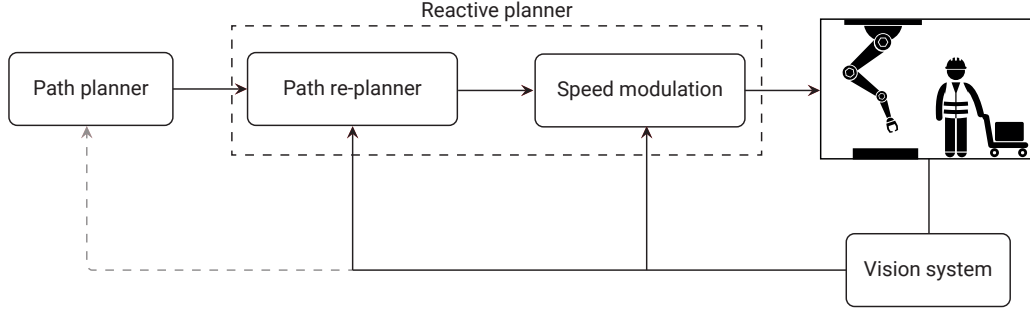 Reactive planner
Path planner
Path re-planner
Speed modulation
Vision system